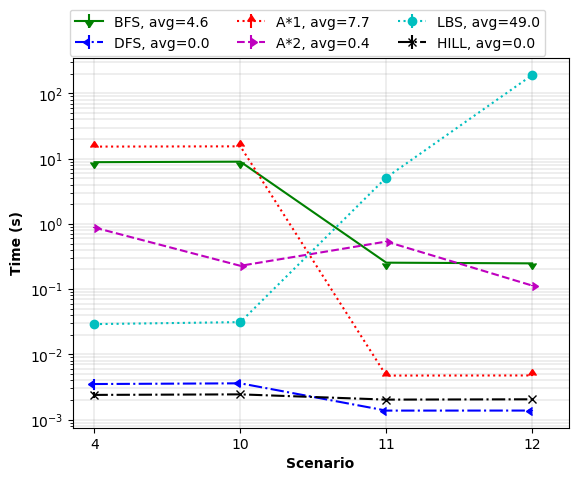 BFS, avg=4.6 A*1, avg=7.7 LBS, avg=49.0
DFS, avg=0.0 A*2, avg=0.4 HILL, avg=0.0
10²
10¹
10⁰
10⁻¹
10⁻²
10⁻³
Time (s)
4 10 11 12
Scenario